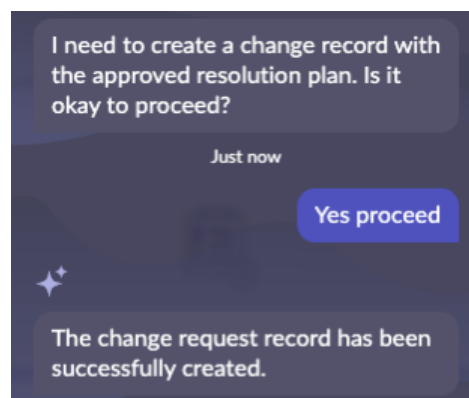 I need to create a change record with
the approved resolution plan. Is it
okay to proceed?
Just now
Yes proceed
The change request record has been
successfully created.